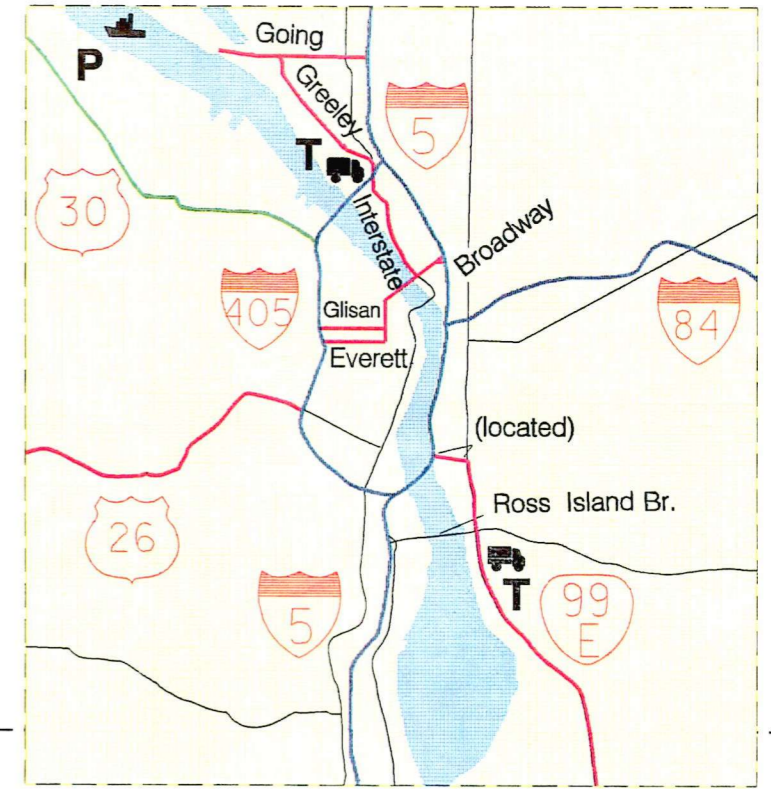 Going
P
Greeley
5
T
30
Interstate
Broadway
405
Glisan
84
Everett
(located)
Ross Island Br.
26
T
99
E
5